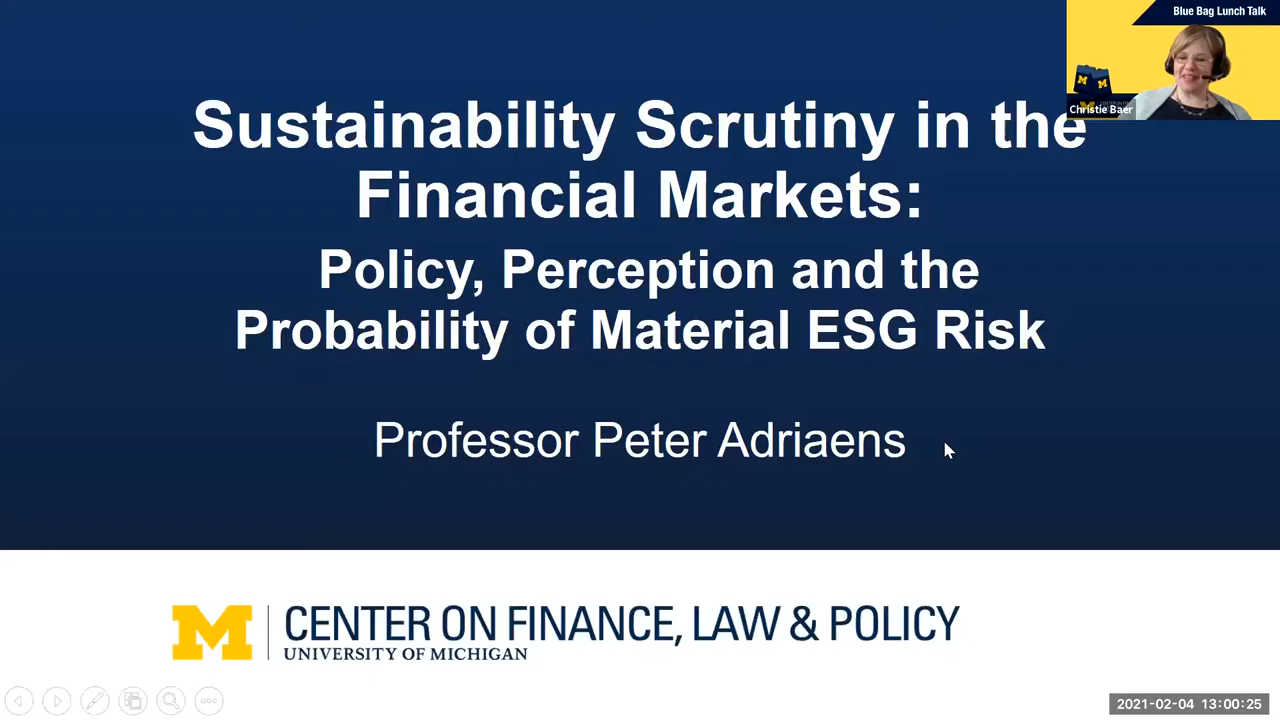 Blue Bag Lunch Talk
Christie Baer
Sustainability Scrutiny in the
Financial Markets:
Policy, Perception and the
Probability of Material ESG Risk
Professor Peter Adriaens
M CENTER ON FINANCE, LAW & POLICY
UNIVERSITY OF MICHIGAN
2021-02-04 13:00:25